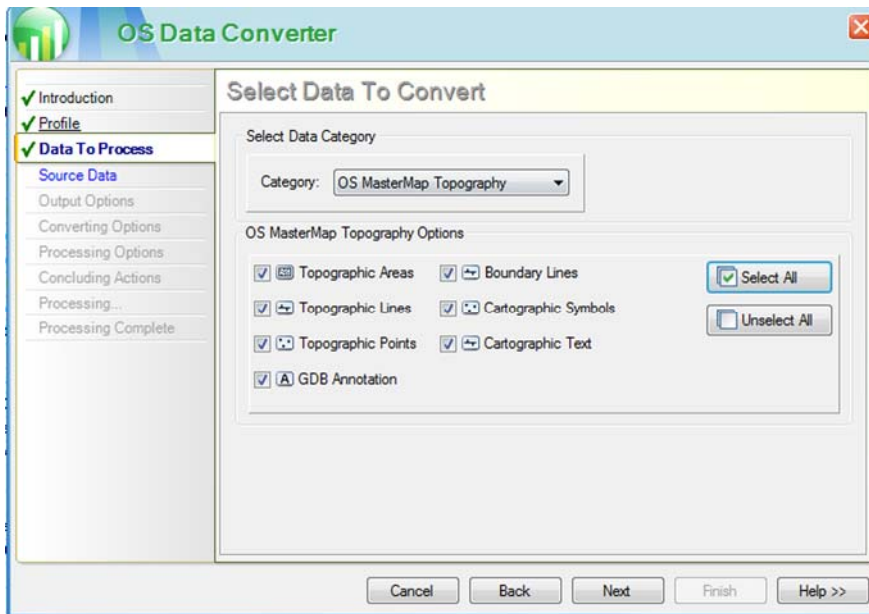 OS Data Converter
Introduction
Profile
Data To Process
Source Data
Output Options
Converting Options
Processing Options
Concluding Actions
Processing...
Processing Complete
Select Data To Convert
Select Data Category
Category: OS MasterMap Topography
OS MasterMap Topography Options
Topographic Areas
Boundary Lines
Select All
Topographic Lines
Cartographic Symbols
Unselect All
Topographic Points
Cartographic Text
A GDB Annotation
Cancel
Back
Next
Finish
Help >>